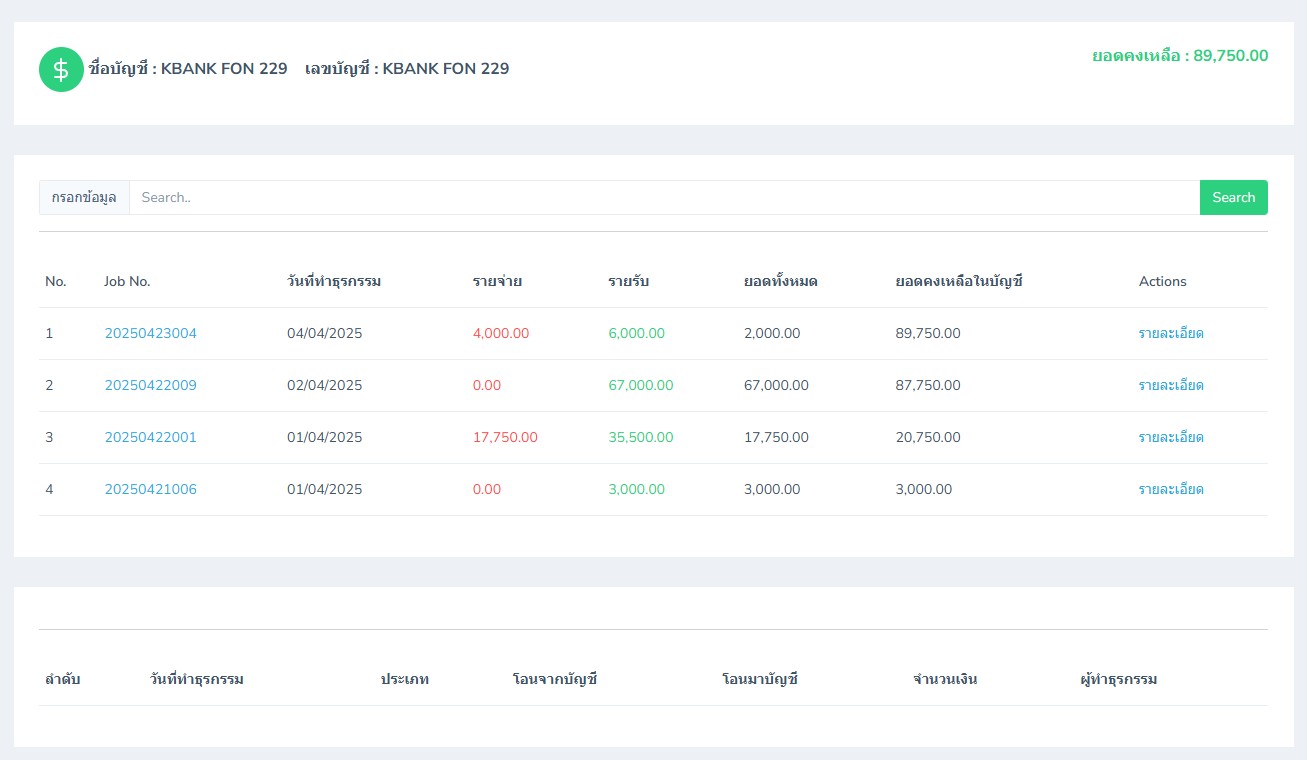 ชื่อบัญชี : KBANK FON 229 เลขบัญชี : KBANK FON 229
ยอดคงเหลือ : 89,750.00
กรอกข้อมูล Search.. Search
No. Job No. วันที่ทำธุรกรรม รายจ่าย รายรับ ยอดทั้งหมด ยอดคงเหลือในบัญชี Actions
1 20250423004 04/04/2025 4,000.00 6,000.00 2,000.00 89,750.00 รายละเอียด
2 20250422009 02/04/2025 0.00 67,000.00 67,000.00 87,750.00 รายละเอียด
3 20250422001 01/04/2025 17,750.00 35,500.00 17,750.00 20,750.00 รายละเอียด
4 20250421006 01/04/2025 0.00 3,000.00 3,000.00 3,000.00 รายละเอียด
ลำดับ วันที่ทำธุรกรรม ประเภท โอนจากบัญชี โอนมาบัญชี จำนวนเงิน ผู้ทำธุรกรรม